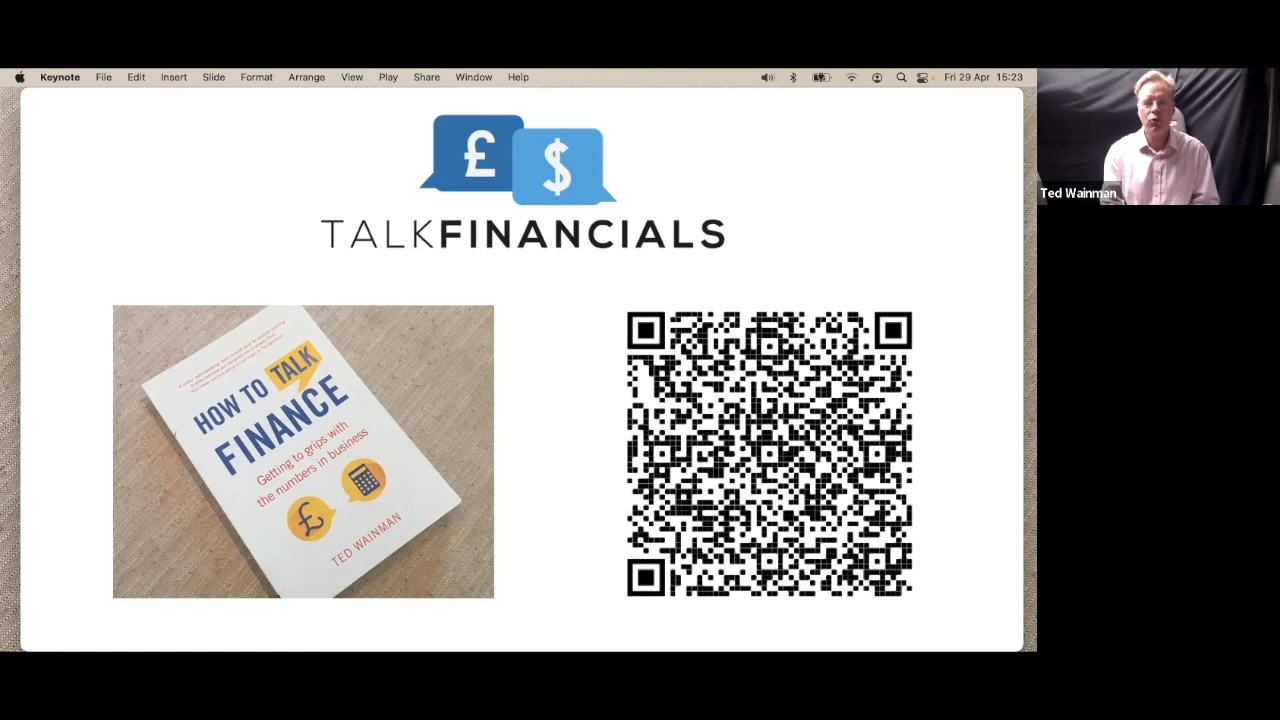 Keynote File Edit Insert Slide Format Arrange View Play Share Window Help Fri 29 Apr 15:23
£ $
TALKFINANCIALS
HOW TO TALK
FINANCE
Getting to grips with
the numbers in business
£
TED WAINMAN
Ted Wainman